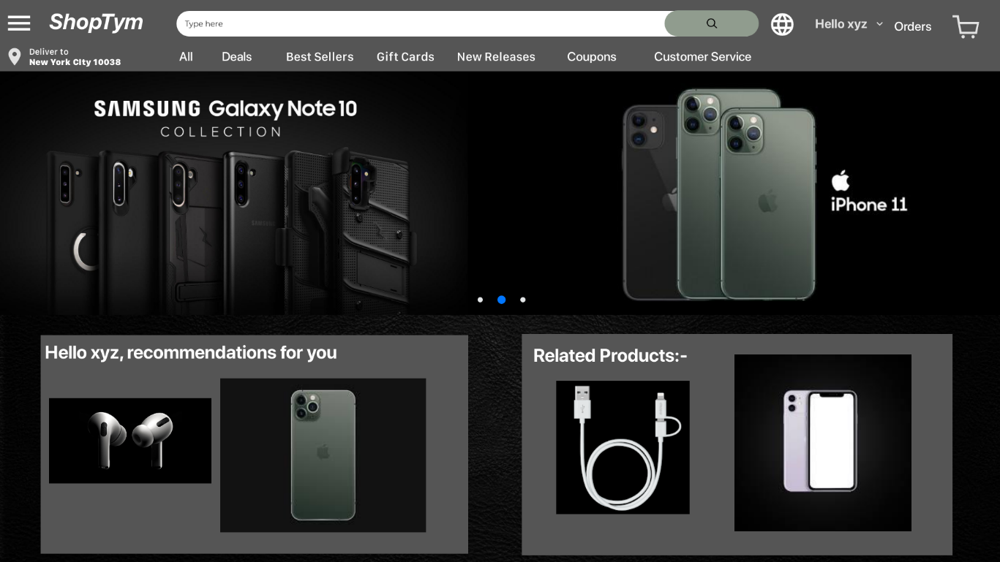 ShopTym
Type here
Hello xyz
Orders
Deliver to
New York CIty 10038
All
Deals
Best Sellers
Gift Cards
New Releases
Coupons
Customer Service
SAMSUNG Galaxy Note10
COLLECTION
SAMSUNG
iPhone 11
Hello xyz, recommendations for you
Related Products:-